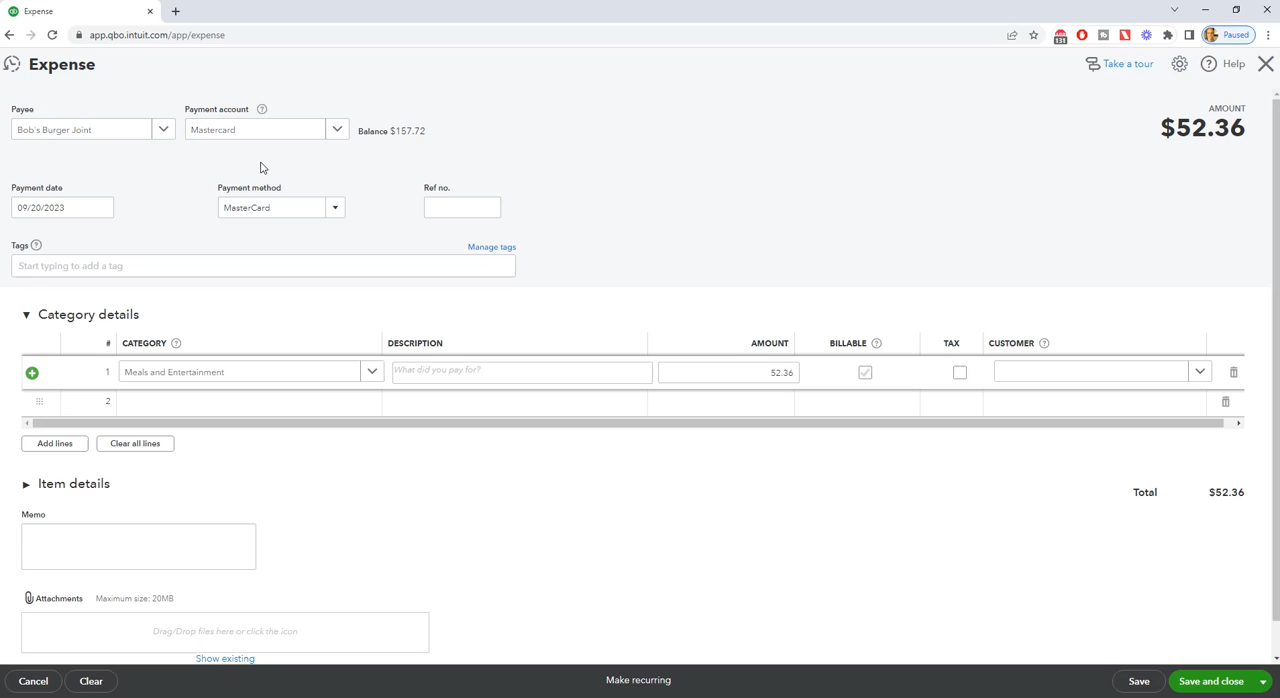 Expense
app.qbo.intuit.com/app/expense
131
Paused
Expense
Take a tour
Help
Payee
Payment account
AMOUNT
Bob's Burger Joint
Mastercard
Balance $157.72
$52.36
Payment date
Payment method
Ref no.
09/20/2023
MasterCard
Tags
Manage tags
Start typing to add a tag
Category details
# CATEGORY DESCRIPTION AMOUNT BILLABLE TAX CUSTOMER
1 Meals and Entertainment What did you pay for? 52.36
2
Add lines
Clear all lines
Item details
Total $52.36
Memo
Attachments Maximum size: 20MB
Drag/Drop files here or click the icon
Show existing
Cancel
Clear
Make recurring
Save
Save and close